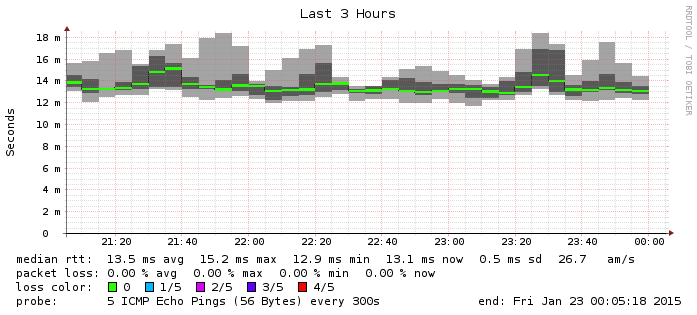 Last 3 Hours
RRDTOOL / TOBI OETIKER
Seconds
18 m
16 m
14 m
12 m
10 m
8 m
6 m
4 m
2 m
0
21:20 21:40 22:00 22:20 22:40 23:00 23:20 23:40 00:00
median rtt: 13.5 ms avg 15.2 ms max 12.9 ms min 13.1 ms now 0.5 ms sd 26.7 am/s
packet loss: 0.00 % avg 0.00 % max 0.00 % min 0.00 % now
loss color: 0 1/5 2/5 3/5 4/5
probe: 5 ICMP Echo Pings (56 Bytes) every 300s end: Fri Jan 23 00:05:18 2015